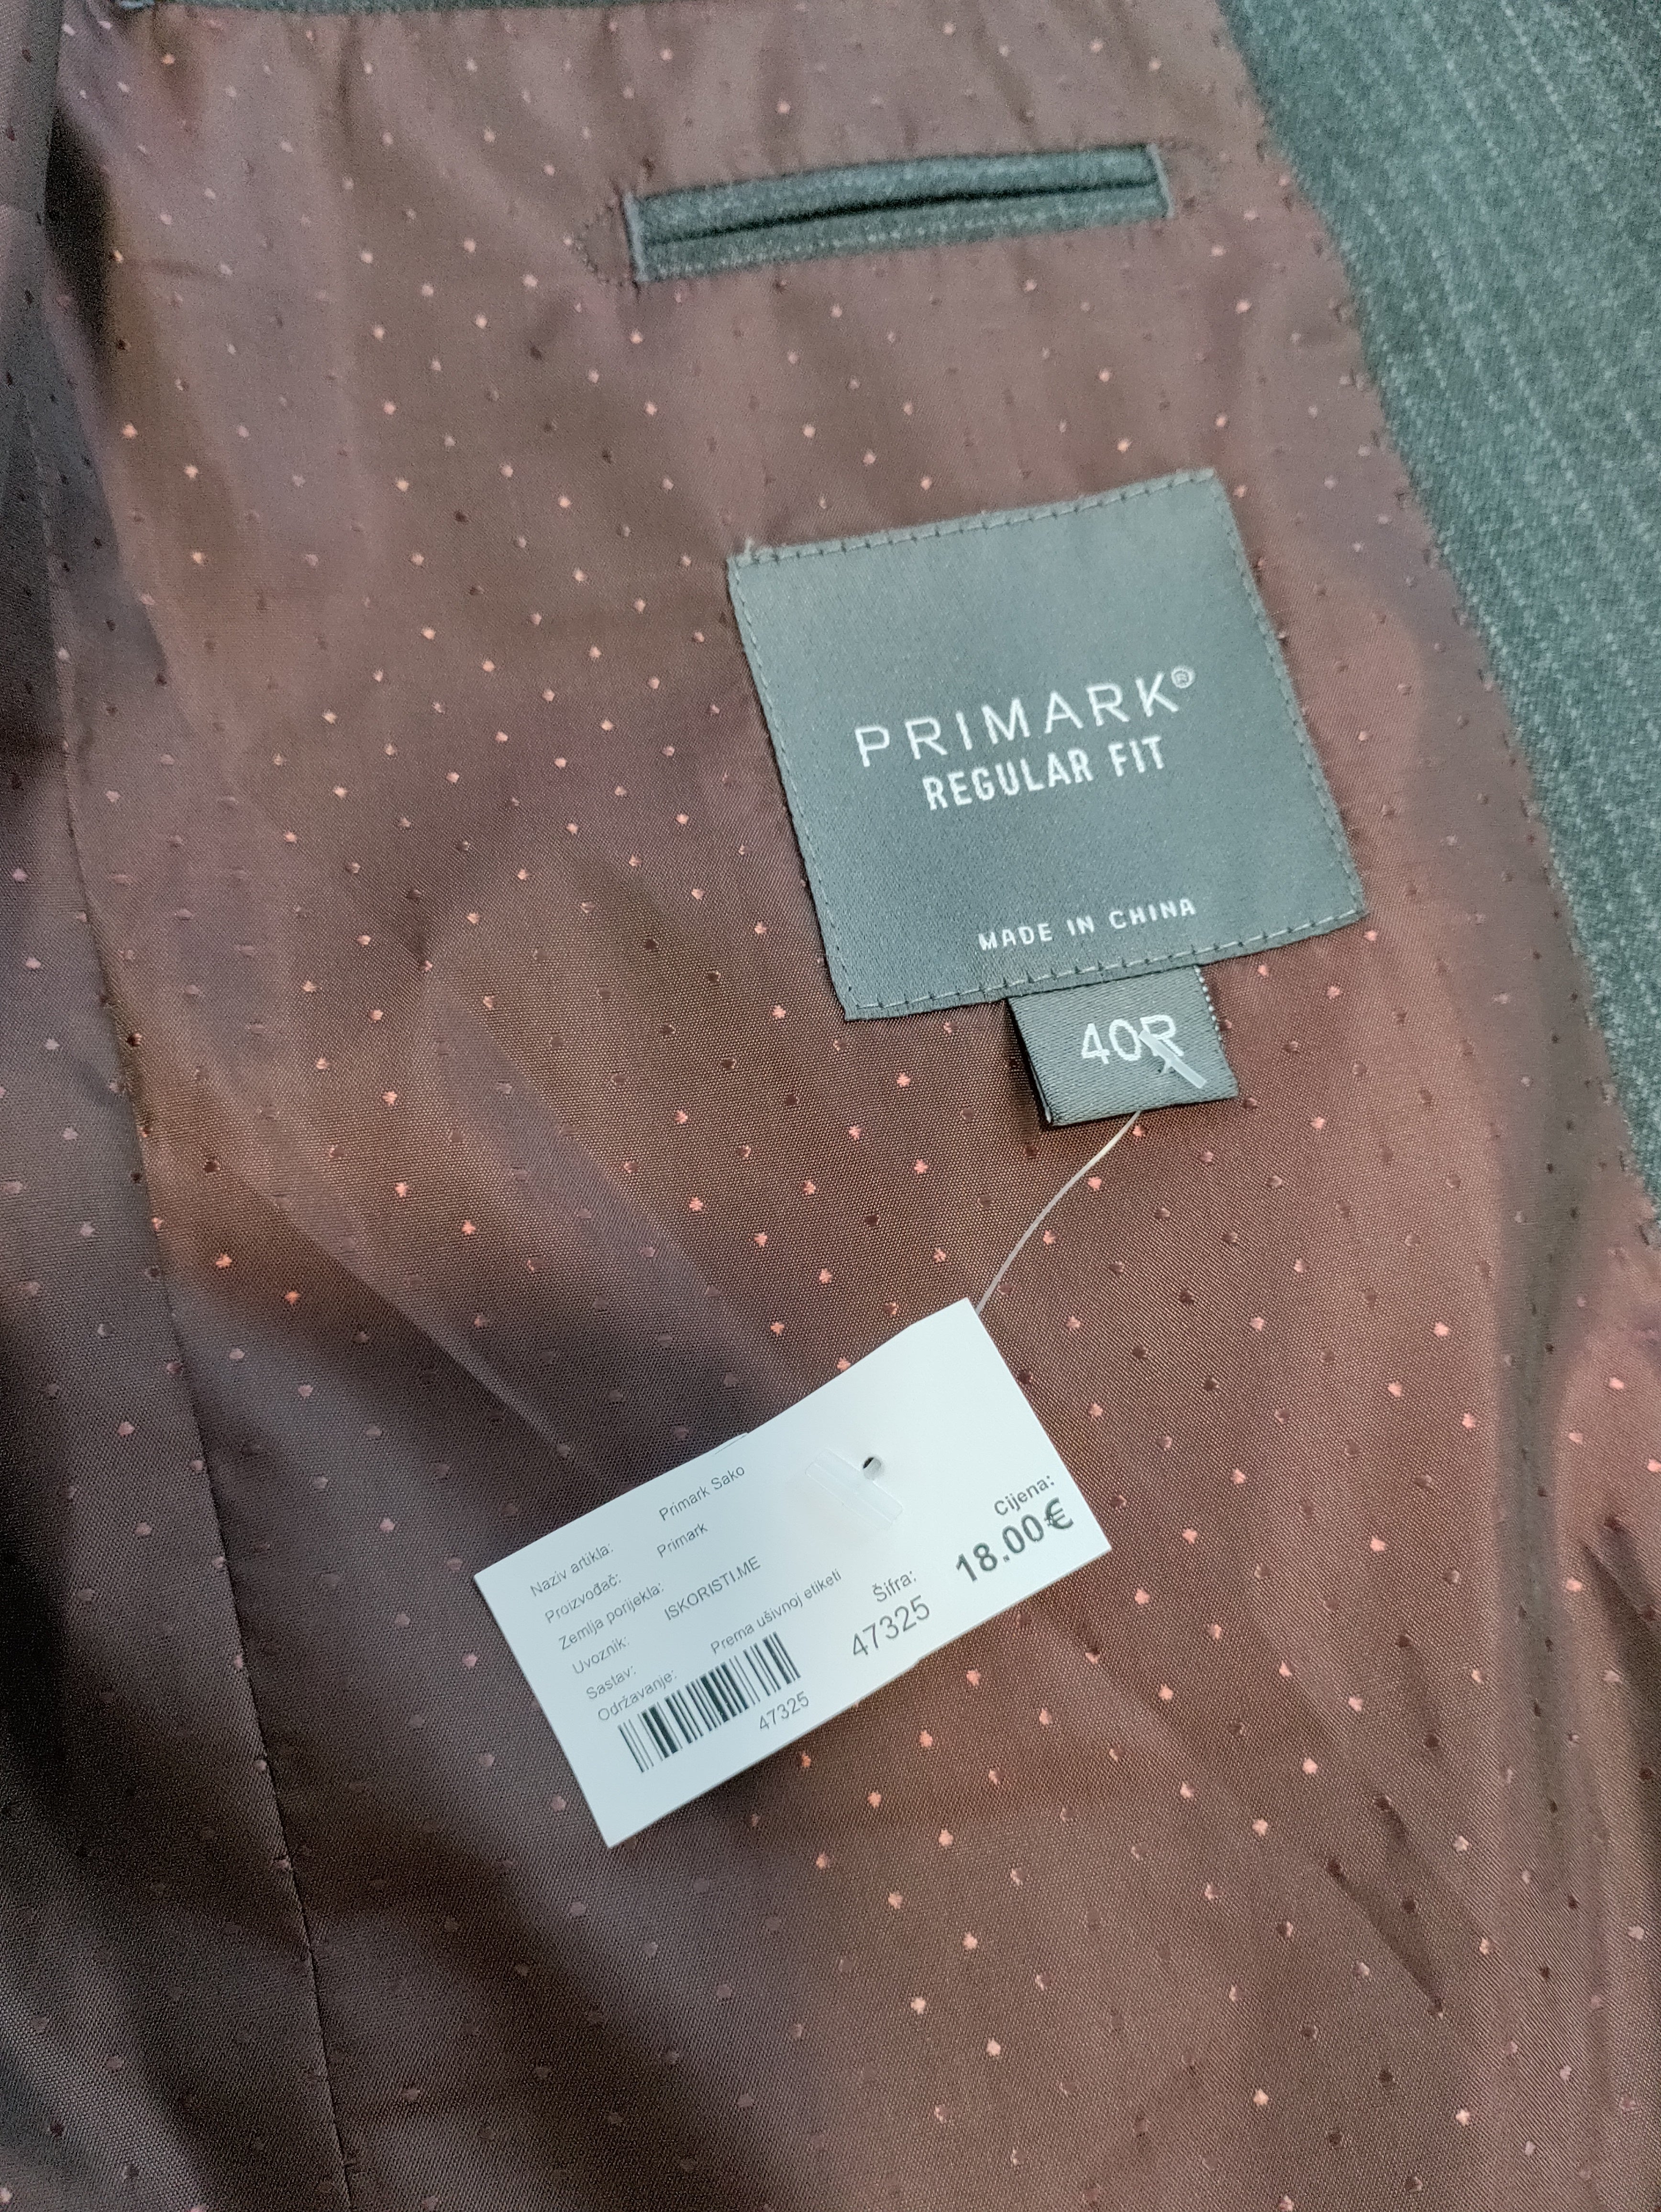 PRIMARK®
REGULAR FIT
MADE IN CHINA
40R
Naziv artikla: Primark Sako
Proizvođač: Primark
Zemlja porijekla:
Uvoznik: ISKORISTI.ME
Sastav:
Održavanje: Prema ušivnoj etiketi
47325
Šifra:
47325
Cijena:
18.00€